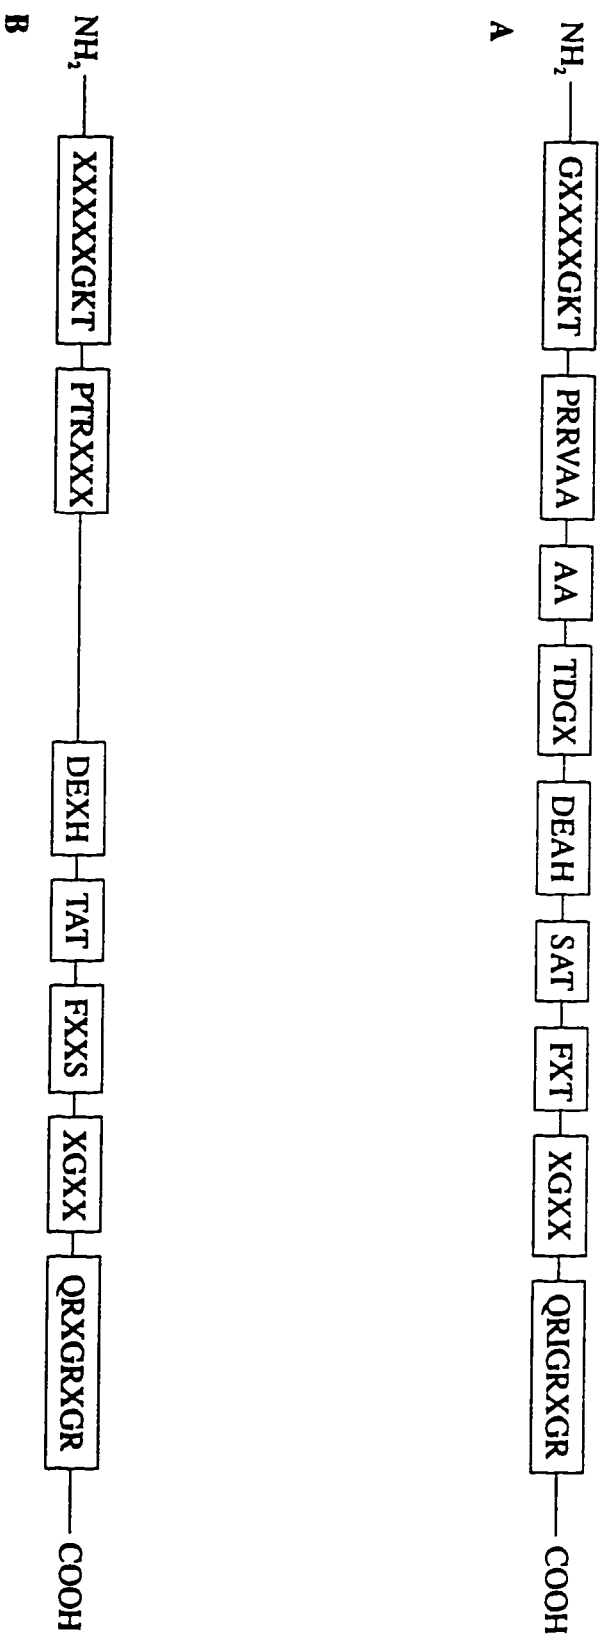 A
NH₂ GXXXXGKT PRRVAA AA TDGX DEAH SAT FXT XGXX QRIGRXGR COOH
B
NH₂ XXXXXGKT PTRXXX DEXH TAT FXXS XGXX QRXGRXGR COOH